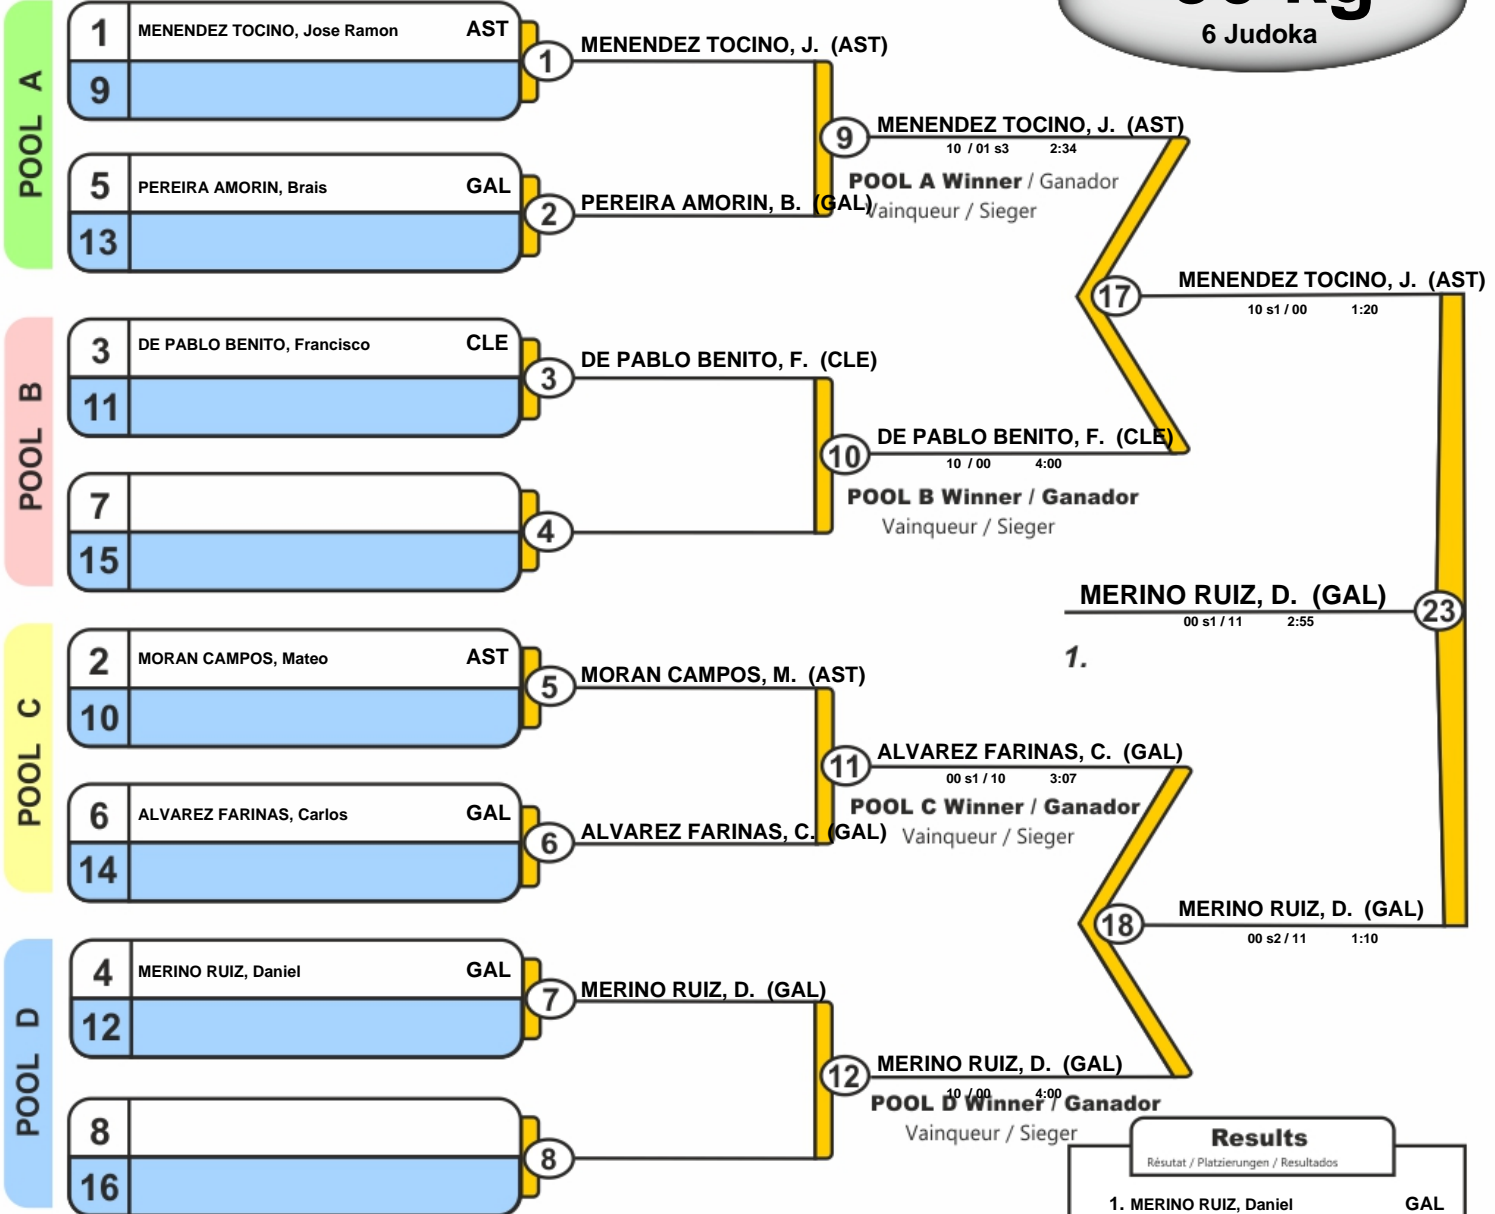 6 Judoka
POOL A
1 MENENDEZ TOCINO, Jose Ramon AST
9
1
MENENDEZ TOCINO, J. (AST)
5 PEREIRA AMORIN, Brais GAL
13
2
PEREIRA AMORIN, B. (GAL)
9
MENENDEZ TOCINO, J. (AST)
10 / 01 s3 2:34
POOL A Winner / Ganador
Vainqueur / Sieger
POOL B
3 DE PABLO BENITO, Francisco CLE
11
3
DE PABLO BENITO, F. (CLE)
7
15
4
10
DE PABLO BENITO, F. (CLE)
10 / 00 4:00
POOL B Winner / Ganador
Vainqueur / Sieger
17
MENENDEZ TOCINO, J. (AST)
10 s1 / 00 1:20
MERINO RUIZ, D. (GAL)
23
00 s1 / 11 2:55
1.
POOL C
2 MORAN CAMPOS, Mateo AST
10
5
MORAN CAMPOS, M. (AST)
6 ALVAREZ FARINAS, Carlos GAL
14
6
ALVAREZ FARINAS, C. (GAL)
11
ALVAREZ FARINAS, C. (GAL)
00 s1 / 10 3:07
POOL C Winner / Ganador
Vainqueur / Sieger
18
MERINO RUIZ, D. (GAL)
00 s2 / 11 1:10
POOL D
4 MERINO RUIZ, Daniel GAL
12
7
MERINO RUIZ, D. (GAL)
8
16
8
12
MERINO RUIZ, D. (GAL)
10 / 00 4:00
POOL D Winner / Ganador
Vainqueur / Sieger
Results
Résutat / Platzierungen / Resultados
1. MERINO RUIZ, Daniel GAL